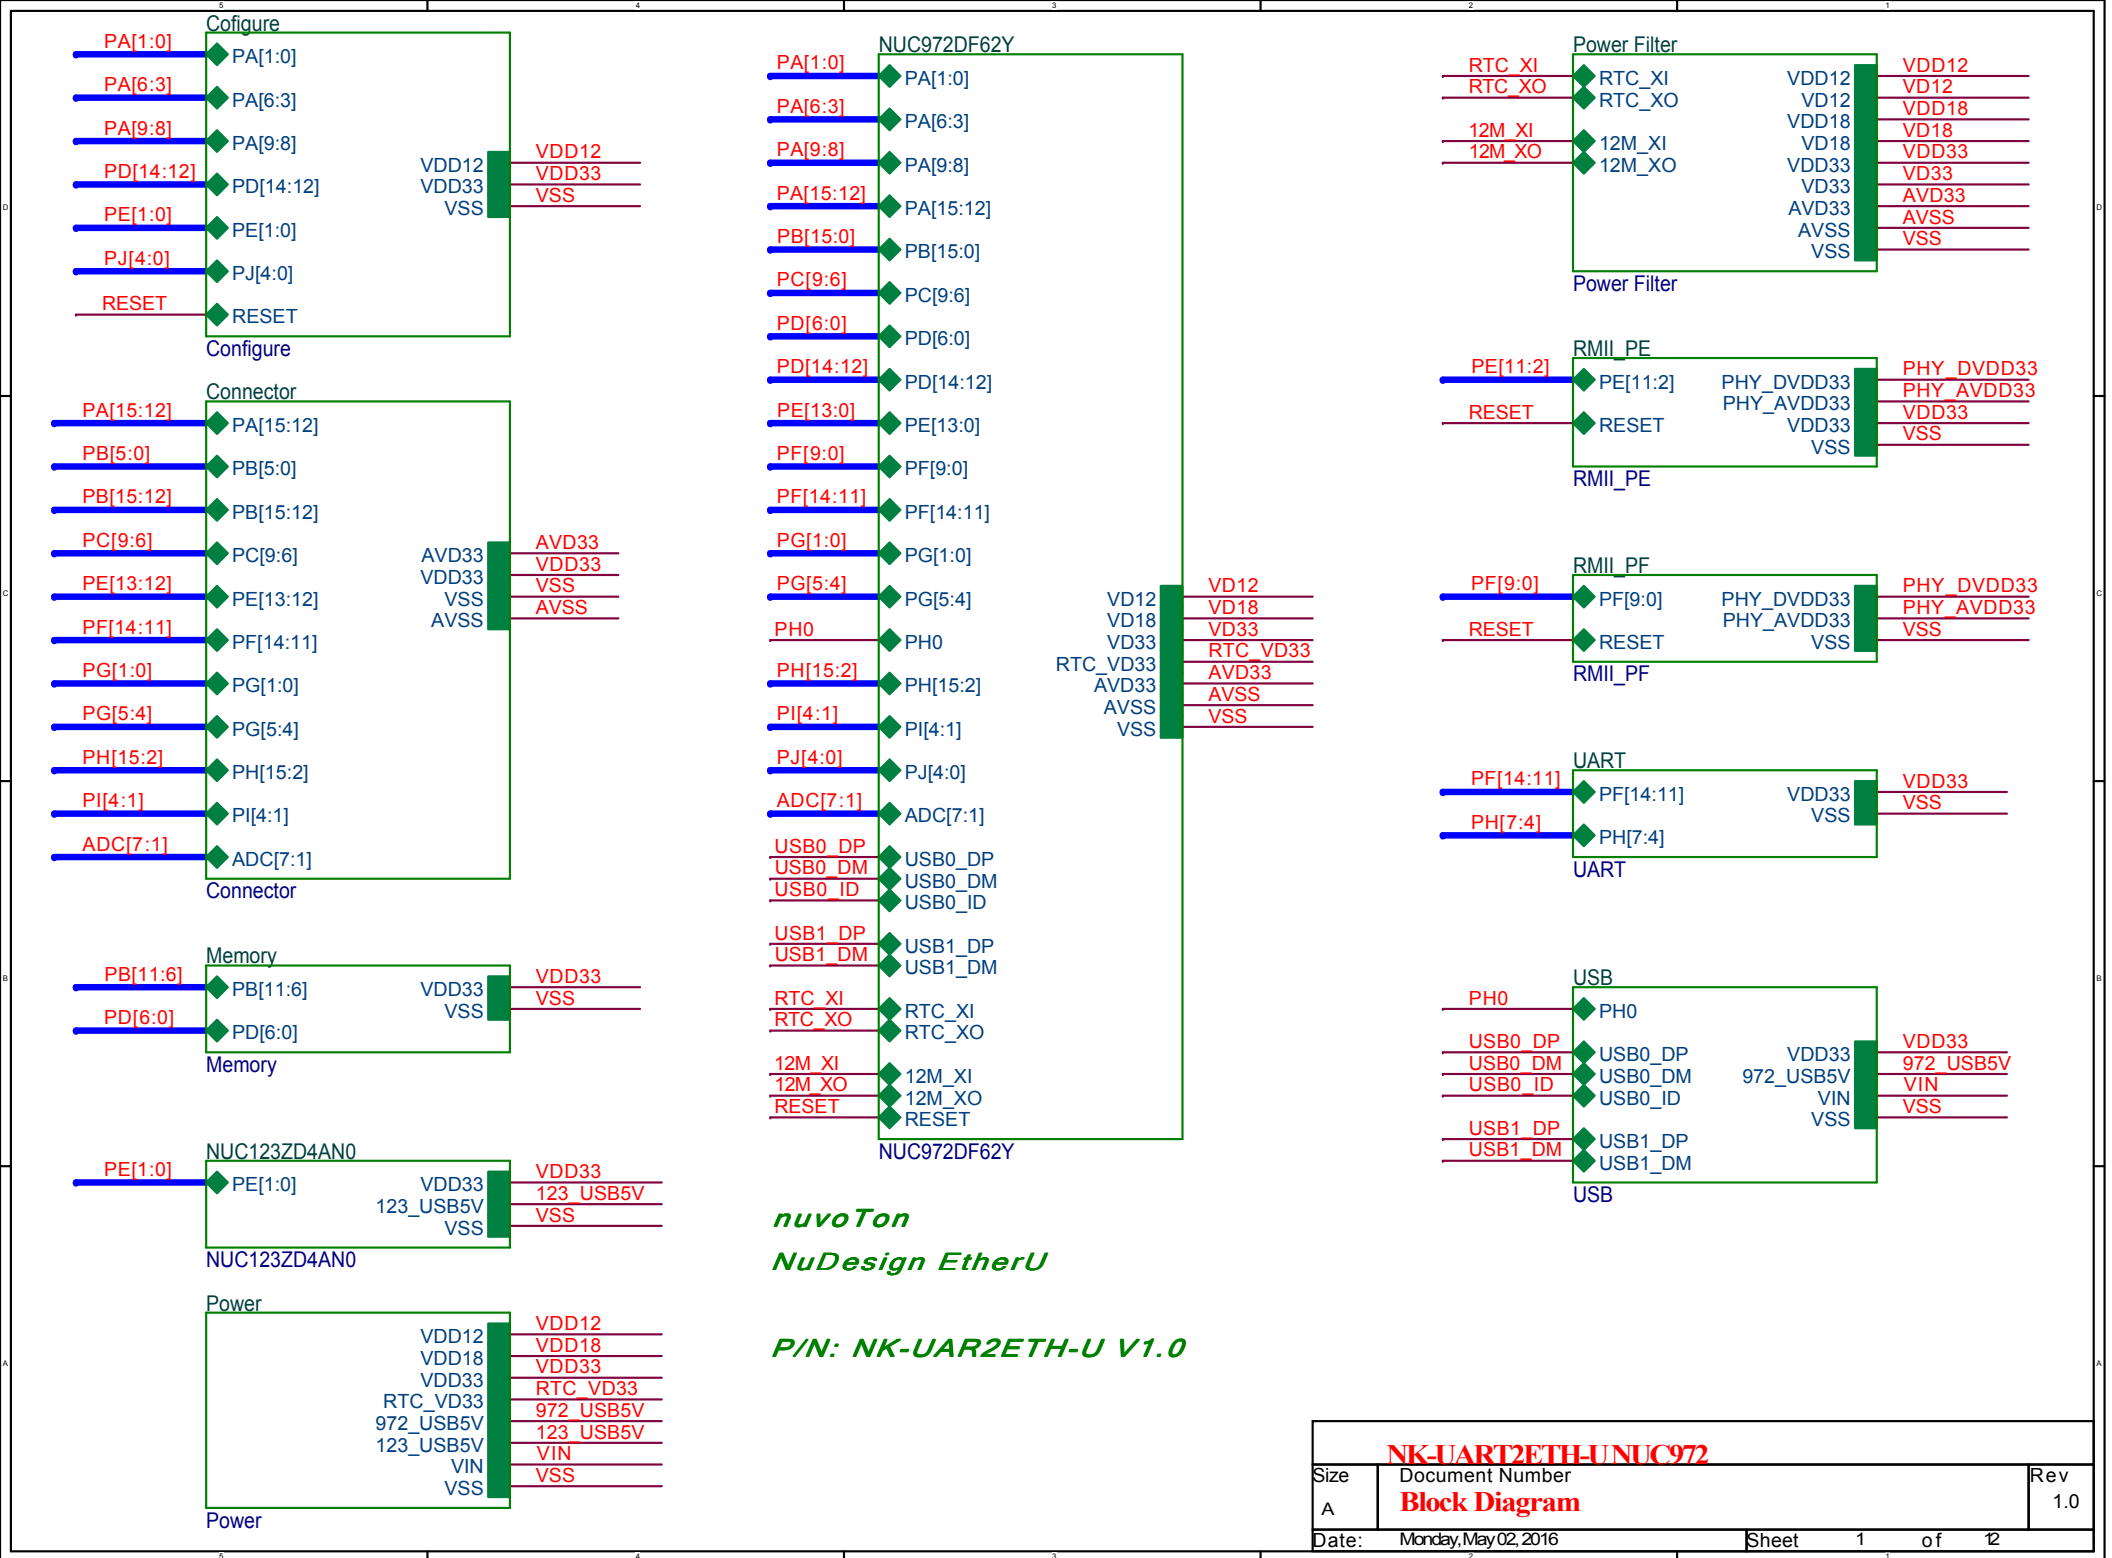 5 4 3 2 1
Cofigure
PA[1:0] PA[1:0]
PA[6:3] PA[6:3]
PA[9:8] PA[9:8]
PD[14:12] PD[14:12]
PE[1:0] PE[1:0]
PJ[4:0] PJ[4:0]
RESET RESET
VDD12 VDD12
VDD33 VDD33
VSS VSS
Configure
Connector
PA[15:12] PA[15:12]
PB[5:0] PB[5:0]
PB[15:12] PB[15:12]
PC[9:6] PC[9:6]
PE[13:12] PE[13:12]
PF[14:11] PF[14:11]
PG[1:0] PG[1:0]
PG[5:4] PG[5:4]
PH[15:2] PH[15:2]
PI[4:1] PI[4:1]
ADC[7:1] ADC[7:1]
AVD33 AVD33
VDD33 VDD33
VSS VSS
AVSS AVSS
Connector
Memory
PB[11:6] PB[11:6]
PD[6:0] PD[6:0]
VDD33 VDD33
VSS VSS
Memory
NUC123ZD4AN0
PE[1:0] PE[1:0]
VDD33 VDD33
123_USB5V 123_USB5V
VSS VSS
NUC123ZD4AN0
Power
VDD12 VDD12
VDD18 VDD18
VDD33 VDD33
RTC_VD33 RTC_VD33
972_USB5V 972_USB5V
123_USB5V 123_USB5V
VIN VIN
VSS VSS
Power
NUC972DF62Y
PA[1:0] PA[1:0]
PA[6:3] PA[6:3]
PA[9:8] PA[9:8]
PA[15:12] PA[15:12]
PB[15:0] PB[15:0]
PC[9:6] PC[9:6]
PD[6:0] PD[6:0]
PD[14:12] PD[14:12]
PE[13:0] PE[13:0]
PF[9:0] PF[9:0]
PF[14:11] PF[14:11]
PG[1:0] PG[1:0]
PG[5:4] PG[5:4]
PH0 PH0
PH[15:2] PH[15:2]
PI[4:1] PI[4:1]
PJ[4:0] PJ[4:0]
ADC[7:1] ADC[7:1]
USB0_DP USB0_DP
USB0_DM USB0_DM
USB0_ID USB0_ID
USB1_DP USB1_DP
USB1_DM USB1_DM
RTC_XI RTC_XI
RTC_XO RTC_XO
12M_XI 12M_XI
12M_XO 12M_XO
RESET RESET
VD12 VD12
VD18 VD18
VD33 VD33
RTC_VD33 RTC_VD33
AVD33 AVD33
AVSS AVSS
VSS VSS
NUC972DF62Y
nuvoTon
NuDesign EtherU
P/N: NK-UAR2ETH-U V1.0
Power Filter
RTC_XI RTC_XI
RTC_XO RTC_XO
12M_XI 12M_XI
12M_XO 12M_XO
VDD12 VDD12
VD12 VD12
VDD18 VDD18
VD18 VD18
VDD33 VDD33
VD33 VD33
AVD33 AVD33
AVSS AVSS
VSS VSS
Power Filter
RMII_PE
PE[11:2] PE[11:2]
RESET RESET
PHY_DVDD33 PHY_DVDD33
PHY_AVDD33 PHY_AVDD33
VDD33 VDD33
VSS VSS
RMII_PE
RMII_PF
PF[9:0] PF[9:0]
RESET RESET
PHY_DVDD33 PHY_DVDD33
PHY_AVDD33 PHY_AVDD33
VSS VSS
RMII_PF
UART
PF[14:11] PF[14:11]
PH[7:4] PH[7:4]
VDD33 VDD33
VSS VSS
UART
USB
PH0 PH0
USB0_DP USB0_DP
USB0_DM USB0_DM
USB0_ID USB0_ID
USB1_DP USB1_DP
USB1_DM USB1_DM
VDD33 VDD33
972_USB5V 972_USB5V
VIN VIN
VSS VSS
USB
D D
C C
B B
A A
NK-UART2ETH-U NUC972
Size Document Number Rev
A Block Diagram 1.0
Date: Monday, May 02, 2016 Sheet 1 of 12
5 4 3 2 1